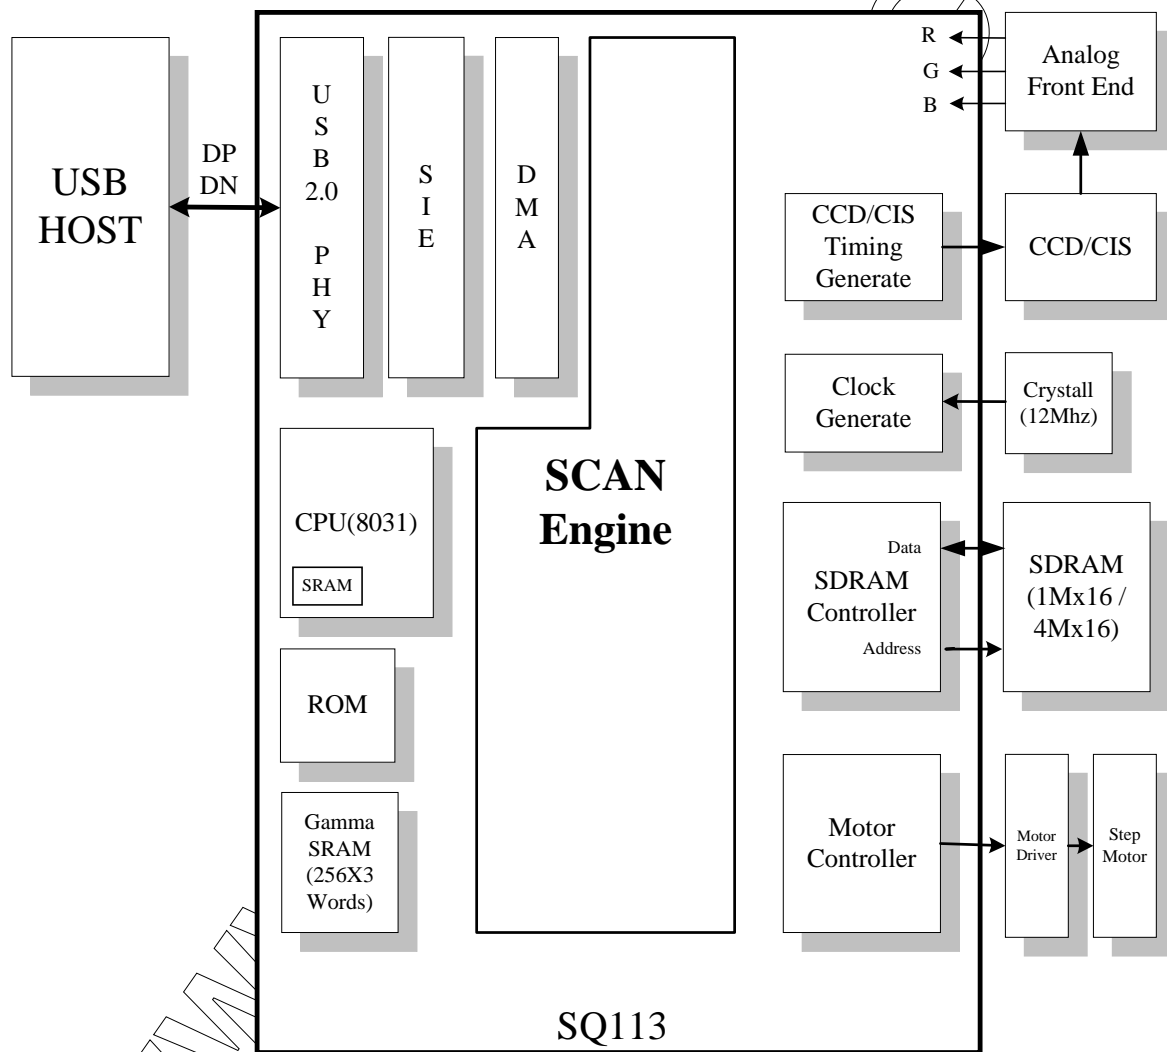 USB
HOST
DP
DN
U
S
B
2.0
P
H
Y
S
I
E
D
M
A
R
G
B
Analog
Front End
CCD/CIS
Timing
Generate
CCD/CIS
Clock
Generate
Crystall
(12Mhz)
CPU(8031)
SRAM
SCAN
Engine
Data
SDRAM
Controller
Address
SDRAM
(1Mx16 /
4Mx16)
ROM
Gamma
SRAM
(256X3
Words)
Motor
Controller
Motor
Driver
Step
Motor
SQ113